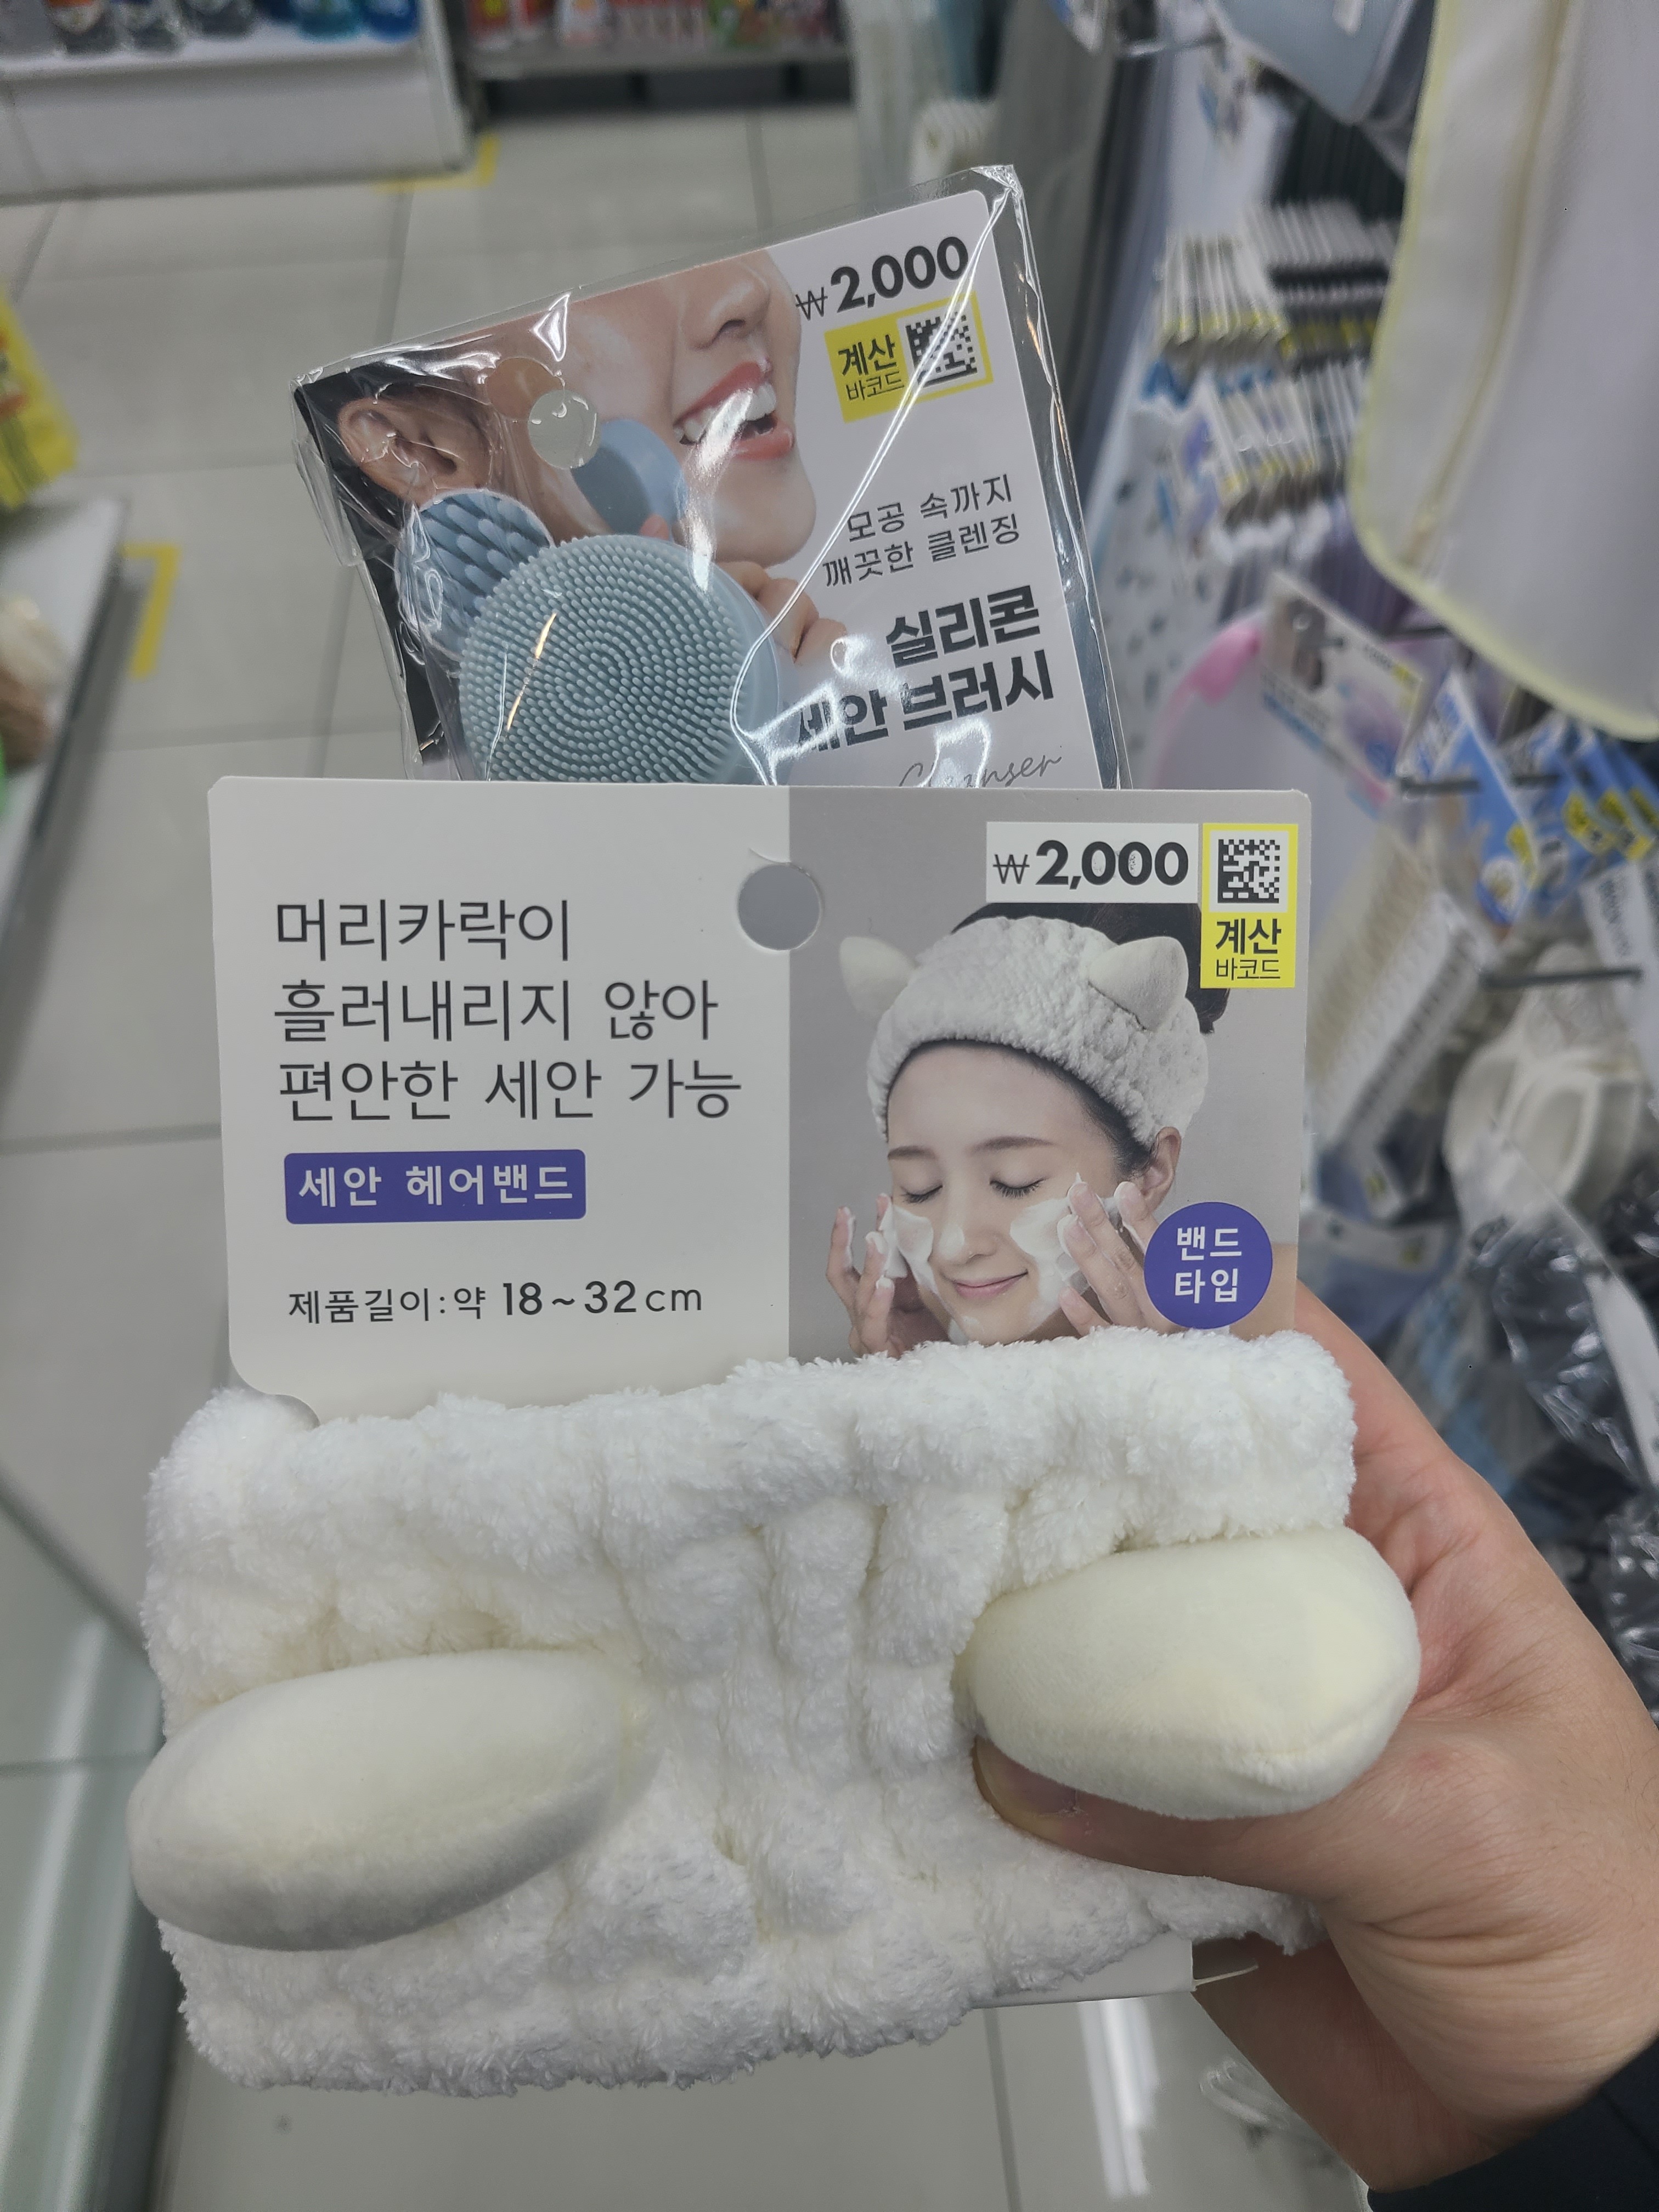 ₩2,000
계산
바코드
모공 속까지
깨끗한 클렌징
실리콘
세안 브러시
Cleanser
₩2,000
계산
바코드
머리카락이
흘러내리지 않아
편안한 세안 가능
세안 헤어밴드
제품길이:약 18~32cm
밴드
타입